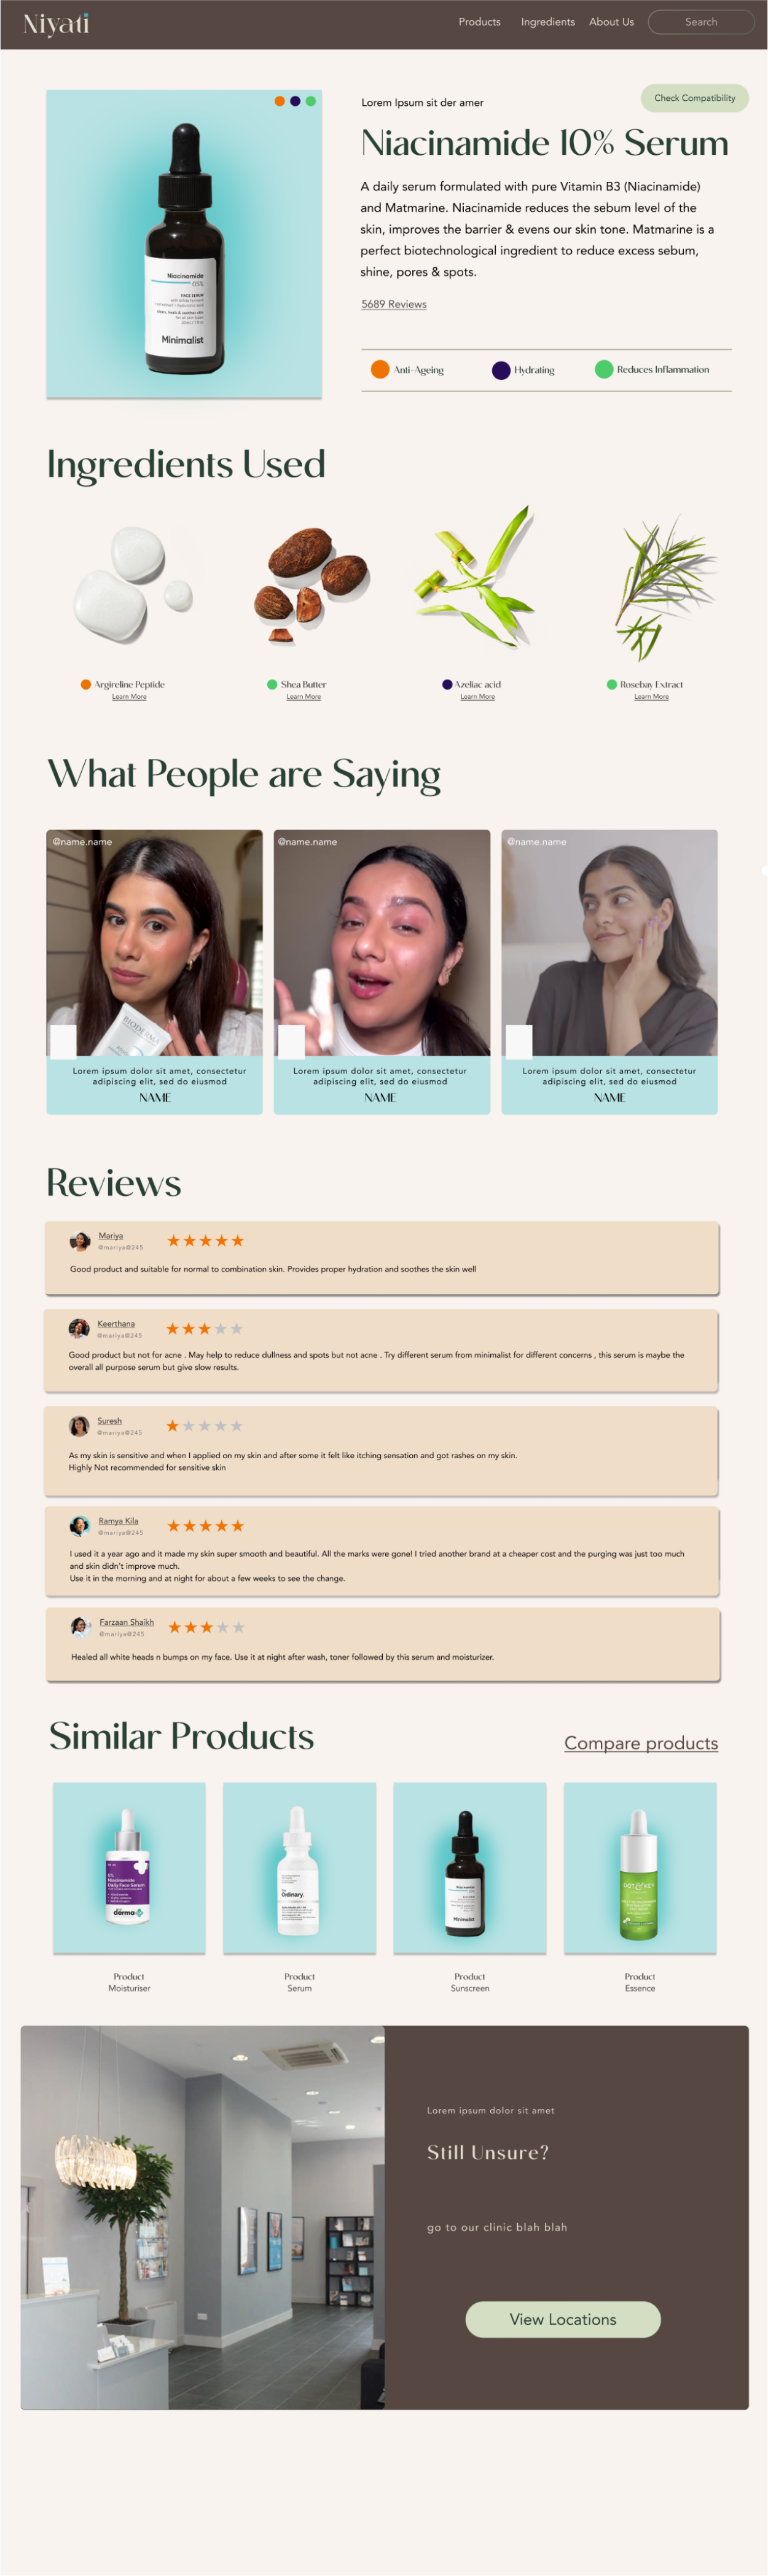 Niyati
Products Ingredients About Us Search
Lorem Ipsum sit der amer
Check Compatibility
Niacinamide 10% Serum
A daily serum formulated with pure Vitamin B3 (Niacinamide)
and Matmarine. Niacinamide reduces the sebum level of the
skin, improves the barrier & evens our skin tone. Matmarine is a
perfect biotechnological ingredient to reduce excess sebum,
shine, pores & spots.
5689 Reviews
Anti-Ageing Hydrating Reduces Inflammation
Niacinamide
05%
FACE SERUM
Minimalist
Ingredients Used
Argireline Peptide
Learn More
Shea Butter
Learn More
Azeliac acid
Learn More
Rosebay Extract
Learn More
What People are Saying
@name.name
BIODERMA
Lorem ipsum dolor sit amet, consectetur
adipiscing elit, sed do eiusmod
NAME
@name.name
Lorem ipsum dolor sit amet, consectetur
adipiscing elit, sed do eiusmod
NAME
@name.name
Lorem ipsum dolor sit amet, consectetur
adipiscing elit, sed do eiusmod
NAME
Reviews
Mariya
@mariya@245
Good product and suitable for normal to combination skin. Provides proper hydration and soothes the skin well
Keerthana
@mariya@245
Good product but not for acne . May help to reduce dullness and spots but not acne . Try different serum from minimalist for different concerns , this serum is maybe the
overall all purpose serum but give slow results.
Suresh
@mariya@245
As my skin is sensitive and when I applied on my skin and after some it felt like itching sensation and got rashes on my skin.
Highly Not recommended for sensitive skin
Ramya Kila
@mariya@245
I used it a year ago and it made my skin super smooth and beautiful. All the marks were gone! I tried another brand at a cheaper cost and the purging was just too much
and skin didn't improve much.
Use it in the morning and at night for about a few weeks to see the change.
Farzaan Shaikh
@mariya@245
Healed all white heads n bumps on my face. Use it at night after wash, toner followed by this serum and moisturizer.
Similar Products
Compare products
Niacinamide
Daily Face Serum
derma
Ordinary.
Minimalist
DOT & KEY
Product
Moisturiser
Product
Serum
Product
Sunscreen
Product
Essence
Lorem ipsum dolor sit amet
Still Unsure?
go to our clinic blah blah
View Locations